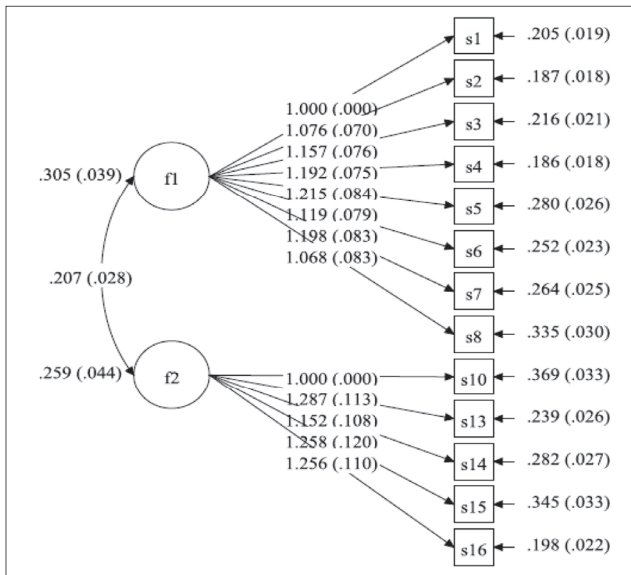 s1 .205 (.019)
s2 .187 (.018)
1.000 (.000)
s3 .216 (.021)
1.076 (.070)
1.157 (.076)
s4 .186 (.018)
1.192 (.075)
.305 (.039) f1
1.215 (.084)
s5 .280 (.026)
1.119 (.079)
1.198 (.083)
s6 .252 (.023)
1.068 (.083)
.207 (.028)
s7 .264 (.025)
s8 .335 (.030)
.259 (.044) f2
1.000 (.000)
s10 .369 (.033)
1.287 (.113)
s13 .239 (.026)
1.152 (.108)
1.258 (.120)
s14 .282 (.027)
1.256 (.110)
s15 .345 (.033)
s16 .198 (.022)